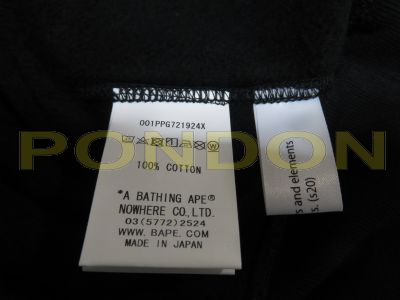 001PPG721924X
100% COTTON
*A BATHING APE®
NOWHERE CO.,LTD.
03(5772)2524
WWW.BAPE.COM
MADE IN JAPAN
s and elements
s. (s20)
PONDON